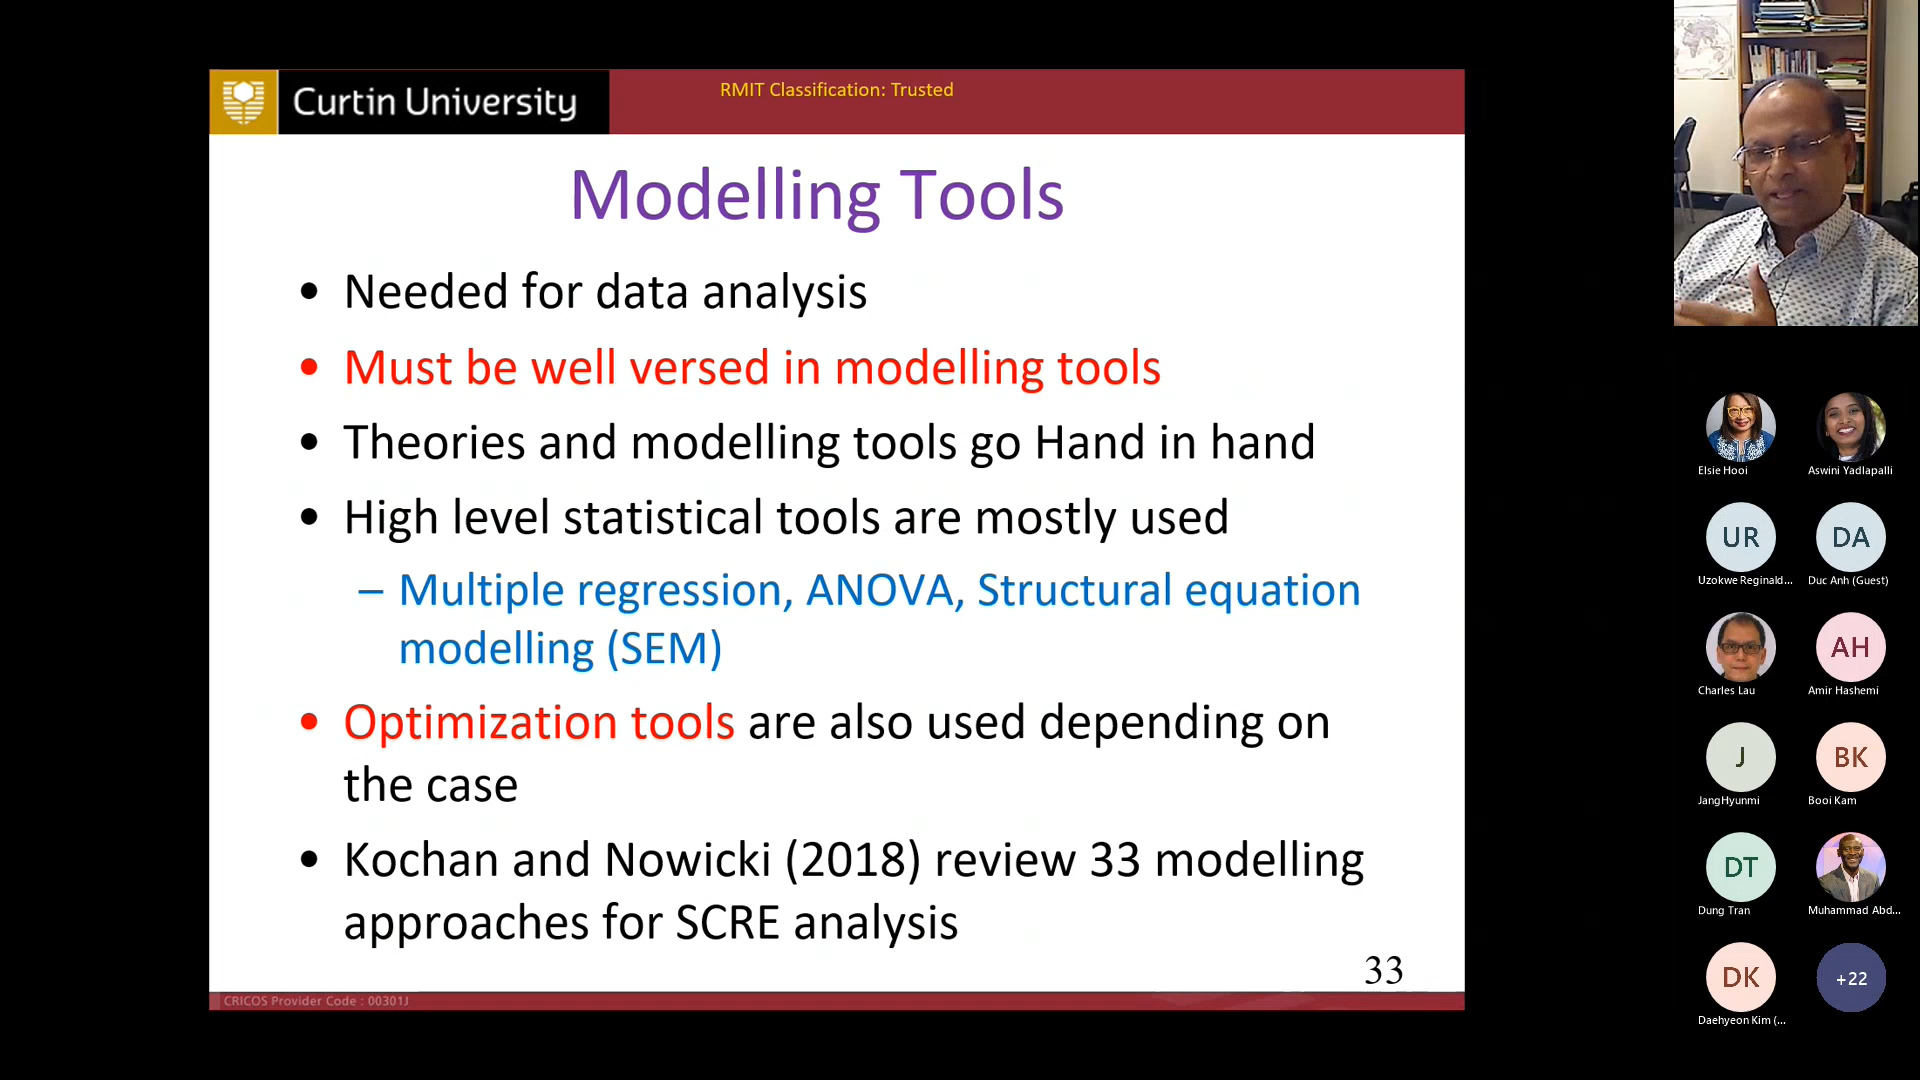 Curtin University
RMIT Classification: Trusted
Modelling Tools
• Needed for data analysis
• Must be well versed in modelling tools
• Theories and modelling tools go Hand in hand
• High level statistical tools are mostly used
– Multiple regression, ANOVA, Structural equation
modelling (SEM)
• Optimization tools are also used depending on
the case
• Kochan and Nowicki (2018) review 33 modelling
approaches for SCRE analysis
33
CRICOS Provider Code : 00301J
Elsie Hooi
Aswini Yadlapalli
UR
DA
Uzokwe Reginald...
Duc Anh (Guest)
AH
Charles Lau
Amir Hashemi
J
BK
JangHyunmi
Booi Kam
DT
Dung Tran
Muhammad Abd...
DK
+22
Daehyeon Kim (...